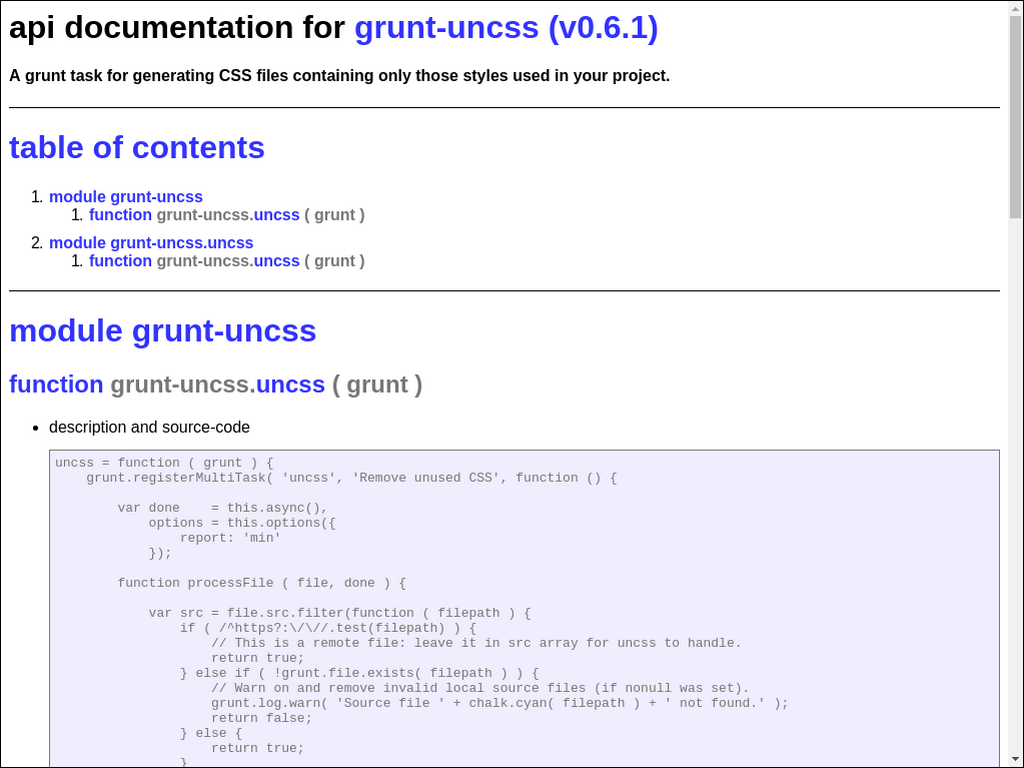 api documentation for grunt-uncss (v0.6.1)
A grunt task for generating CSS files containing only those styles used in your project.
table of contents
1. module grunt-uncss
1. function grunt-uncss.uncss ( grunt )
2. module grunt-uncss.uncss
1. function grunt-uncss.uncss ( grunt )
module grunt-uncss
function grunt-uncss.uncss ( grunt )
• description and source-code
uncss = function ( grunt ) {
    grunt.registerMultiTask( 'uncss', 'Remove unused CSS', function () {
        var done    = this.async(),
            options = this.options({
                report: 'min'
            });
        function processFile ( file, done ) {
            var src = file.src.filter(function ( filepath ) {
                if ( /^https?:\/\//.test(filepath) ) {
                    // This is a remote file: leave it in src array for uncss to handle.
                    return true;
                } else if ( !grunt.file.exists( filepath ) ) {
                    // Warn on and remove invalid local source files (if nonull was set).
                    grunt.log.warn( 'Source file ' + chalk.cyan( filepath ) + ' not found.' );
                    return false;
                } else {
                    return true;
                }